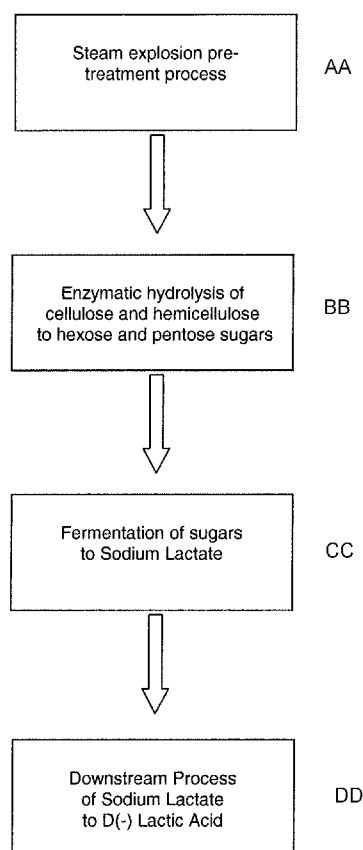 Steam explosion pre-
treatment process
AA
Enzymatic hydrolysis of
cellulose and hemicellulose
to hexose and pentose sugars
BB
Fermentation of sugars
to Sodium Lactate
CC
Downstream Process
of Sodium Lactate
to D(-) Lactic Acid
DD